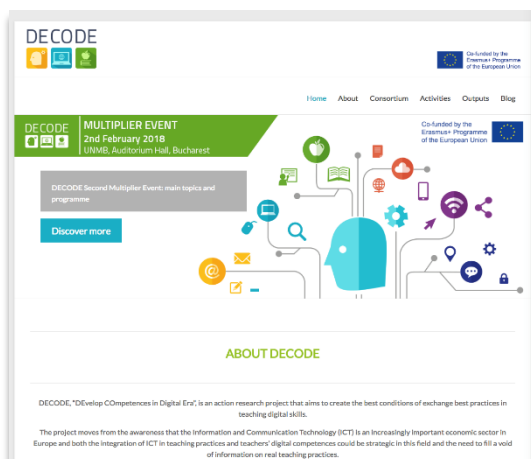 DECODE
Co-funded by the
Erasmus+ Programme
of the European Union
Home About Consortium Activities Outputs Blog
DECODE
MULTIPLIER EVENT
2nd February 2018
UNMB, Auditorium Hall, Bucharest
Co-funded by the
Erasmus+ Programme
of the European Union
DECODE Second Multiplier Event: main topics and
programme
Discover more
@
ABOUT DECODE
DECODE, "DEvelop COmpetences in Digital Era", is an action research project that aims to create the best conditions of exchange best practices in
teaching digital skills.
The project moves from the awareness that the Information and Communication Technology (ICT) is an increasingly important economic sector in
Europe and both the integration of ICT in teaching practices and teachers' digital competences could be strategic in this field and the need to fill a void
of information on real teaching practices.